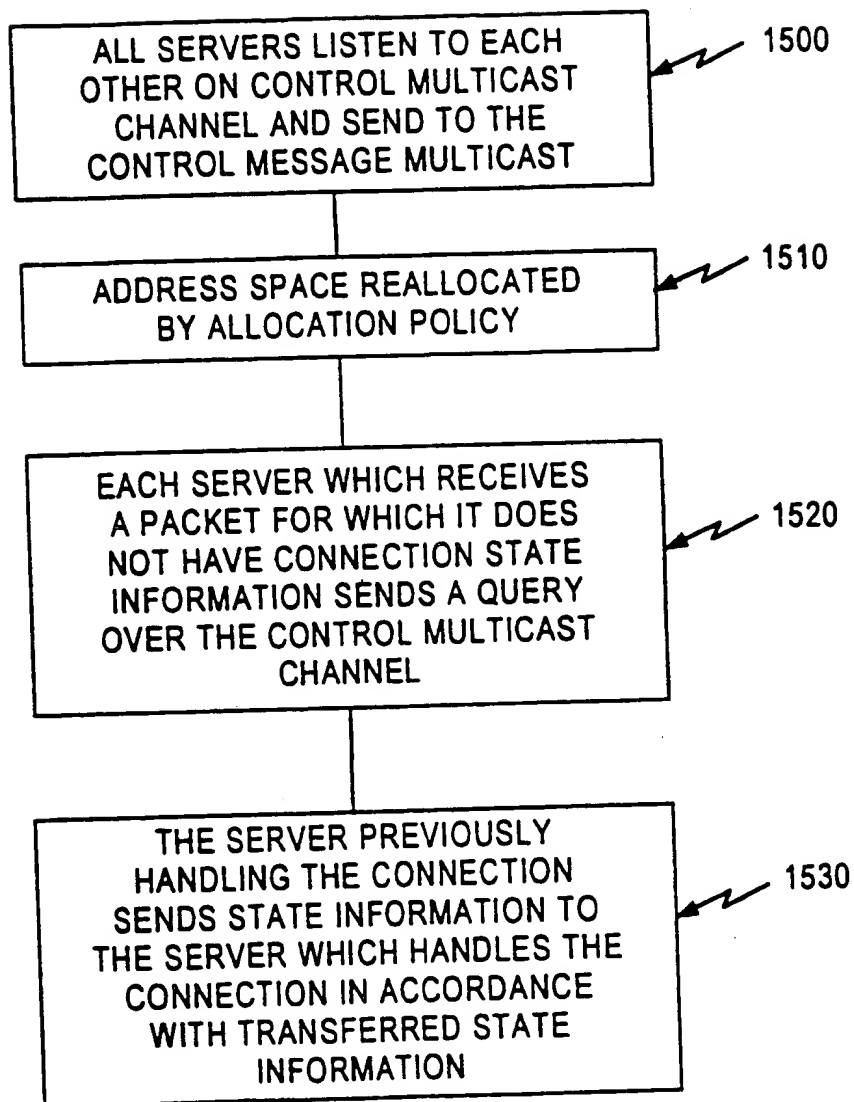 ALL SERVERS LISTEN TO EACH
OTHER ON CONTROL MULTICAST
CHANNEL AND SEND TO THE
CONTROL MESSAGE MULTICAST
1500
ADDRESS SPACE REALLOCATED
BY ALLOCATION POLICY
1510
EACH SERVER WHICH RECEIVES
A PACKET FOR WHICH IT DOES
NOT HAVE CONNECTION STATE
INFORMATION SENDS A QUERY
OVER THE CONTROL MULTICAST
CHANNEL
1520
THE SERVER PREVIOUSLY
HANDLING THE CONNECTION
SENDS STATE INFORMATION TO
THE SERVER WHICH HANDLES THE
CONNECTION IN ACCORDANCE
WITH TRANSFERRED STATE
INFORMATION
1530